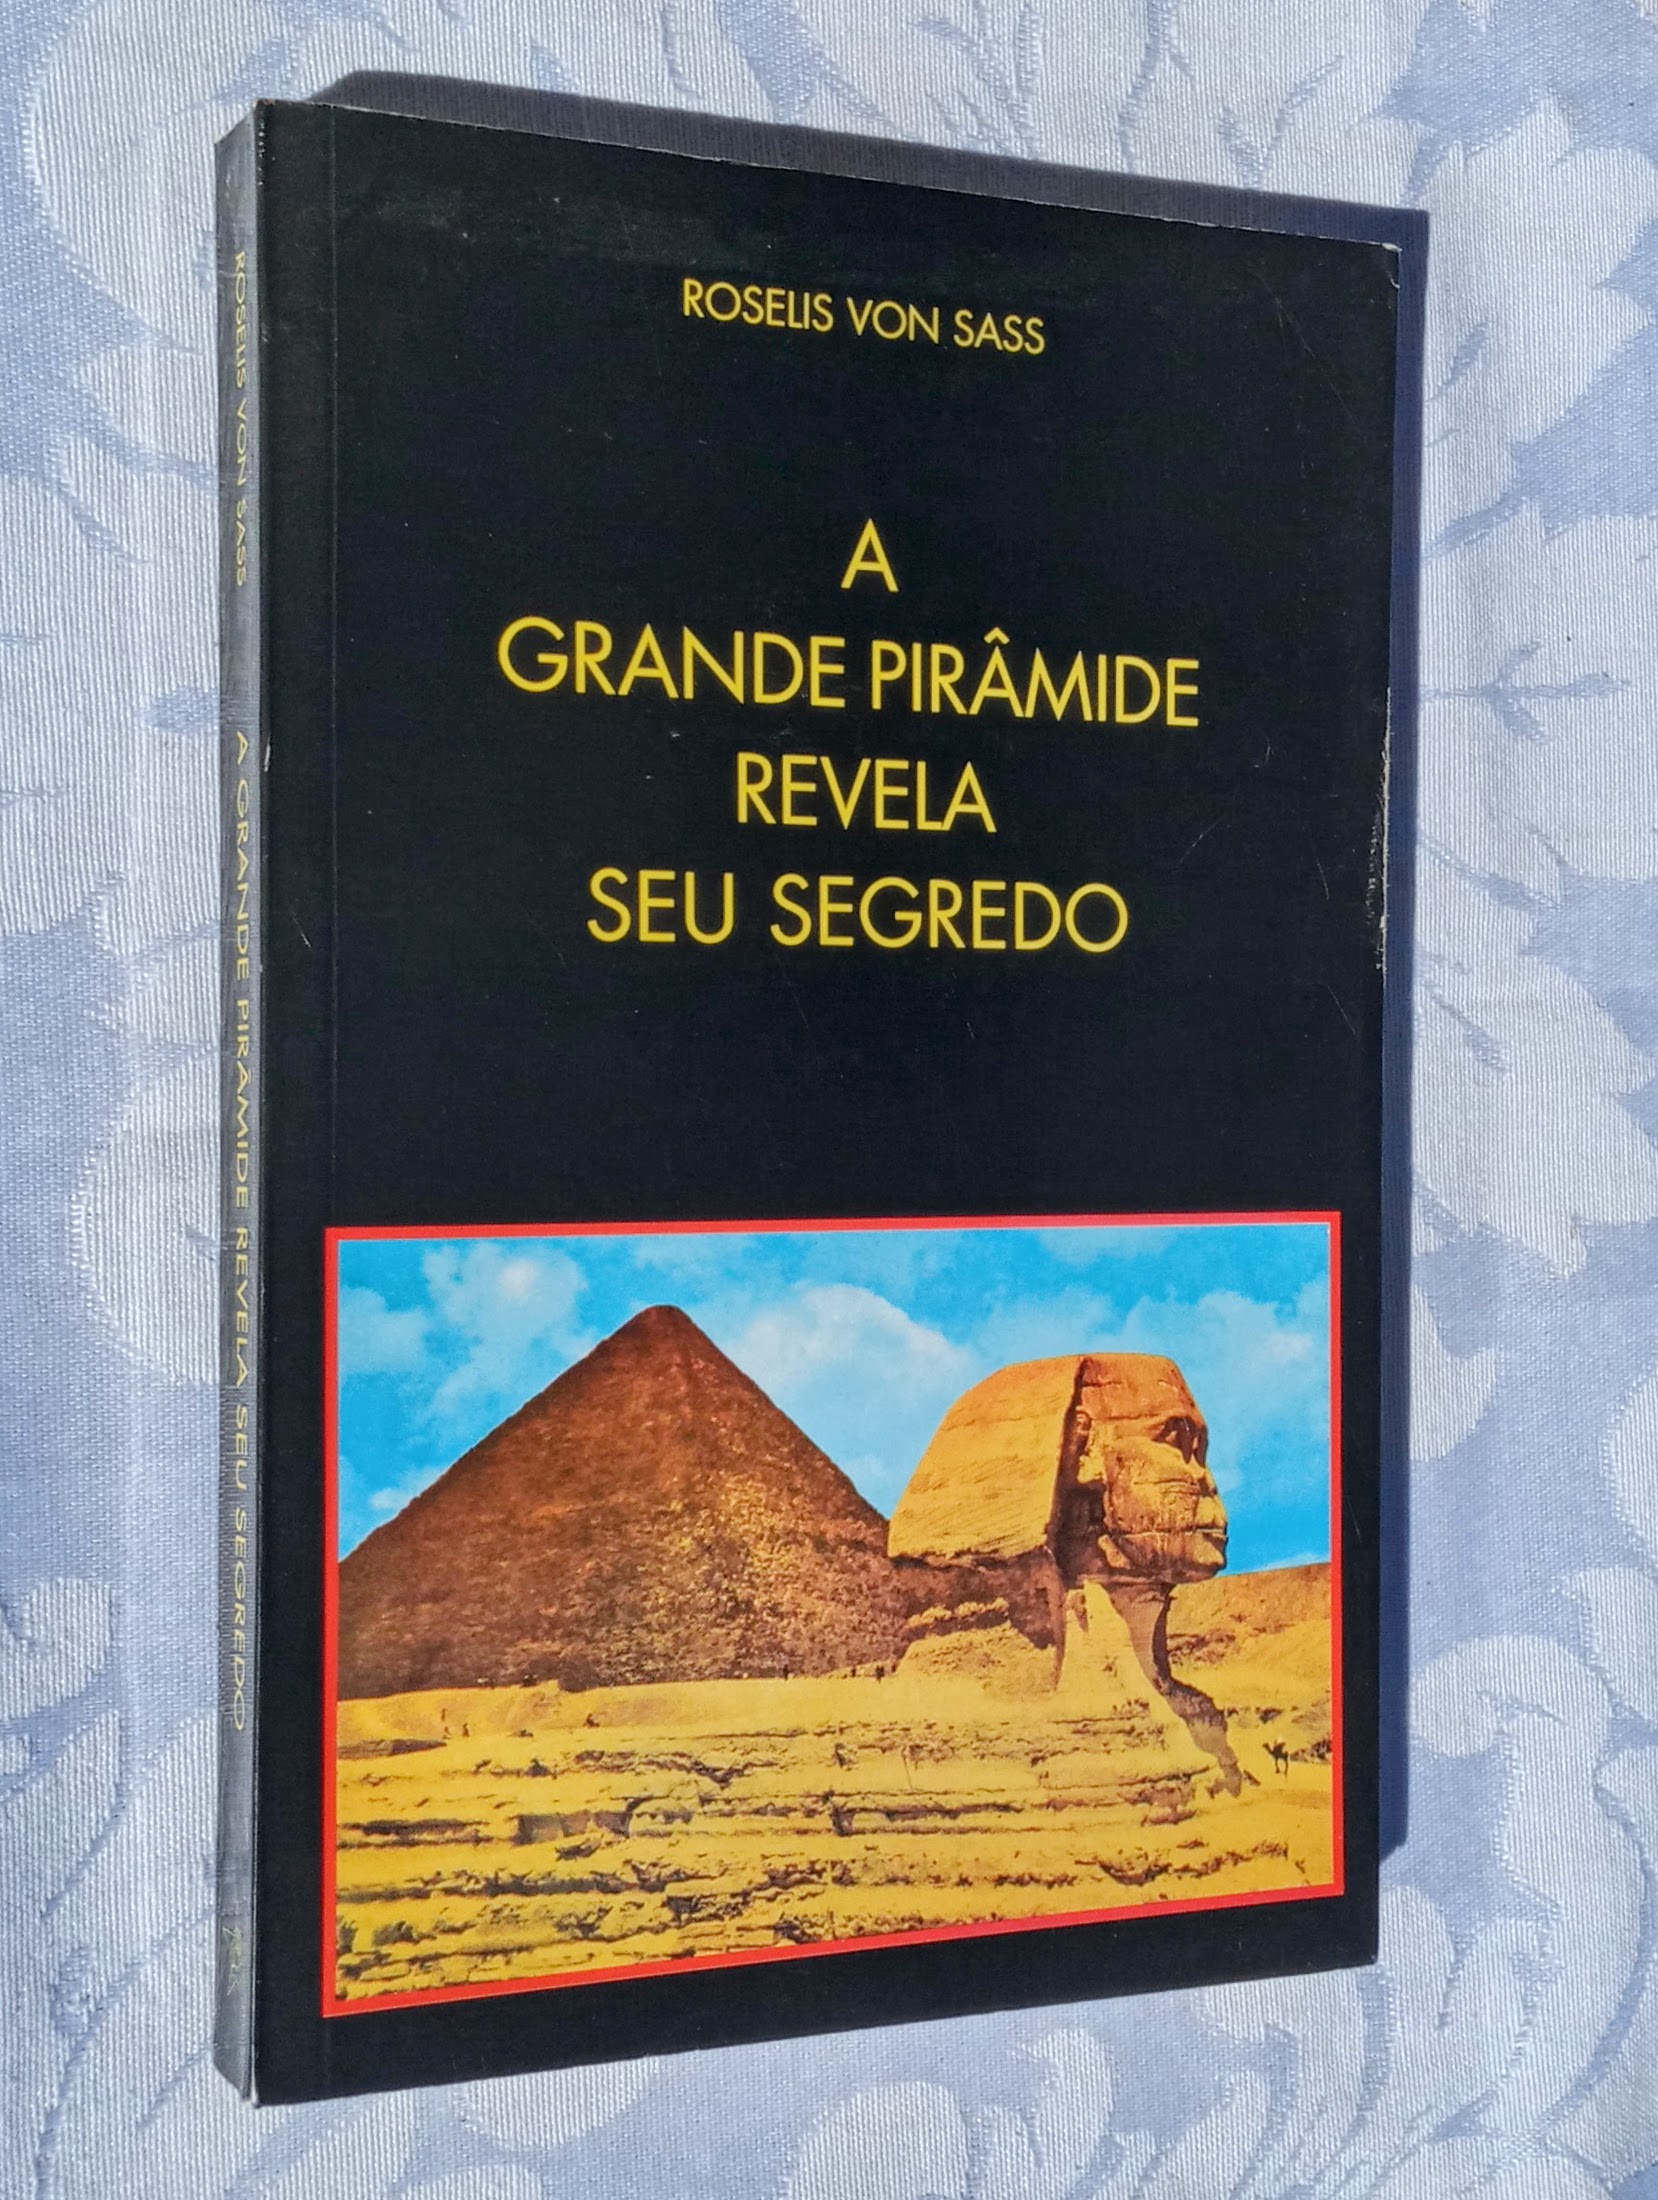 ROSELIS VON SASS
A
GRANDE PIRÂMIDE
REVELA
SEU SEGREDO
ROSELIS VON SASS A GRANDE PIRÂMIDE REVELA SEU SEGREDO